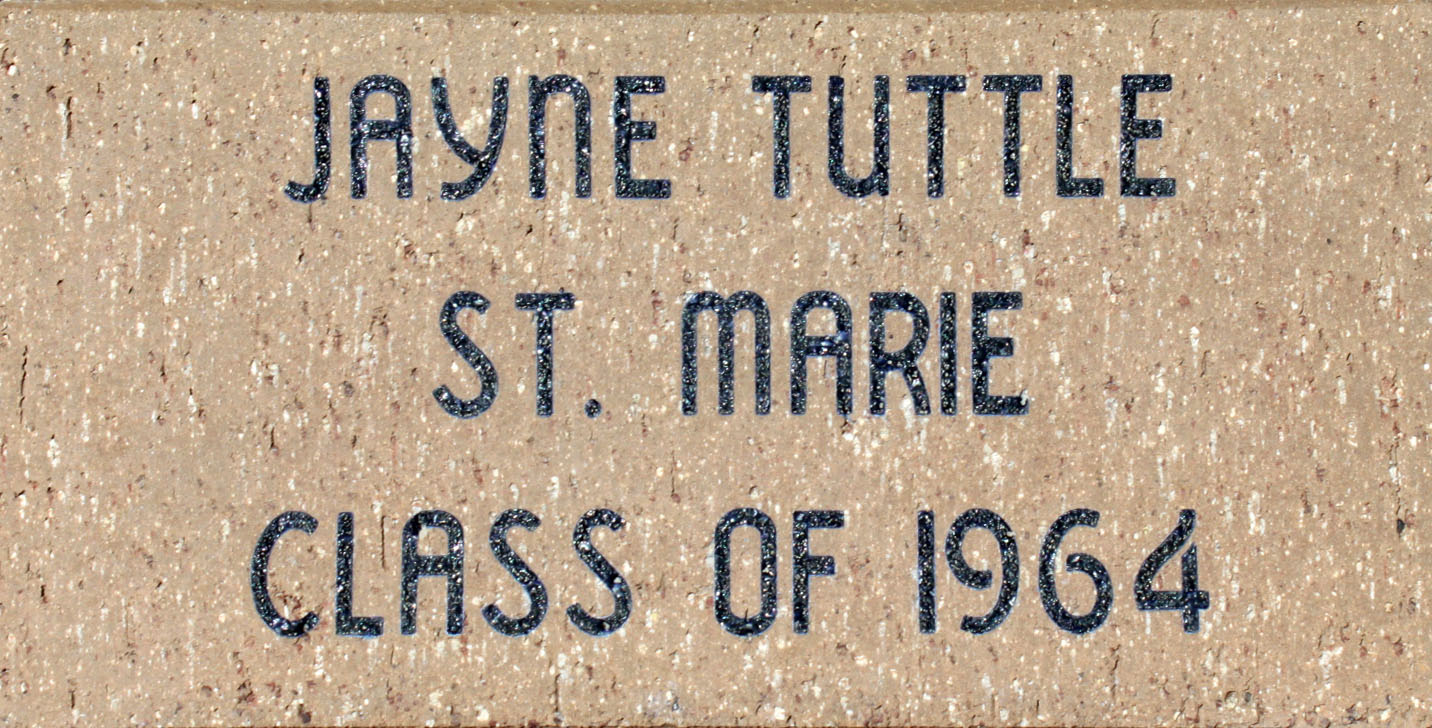 JAYNE TUTTLE
ST. MARIE
CLASS OF 1964